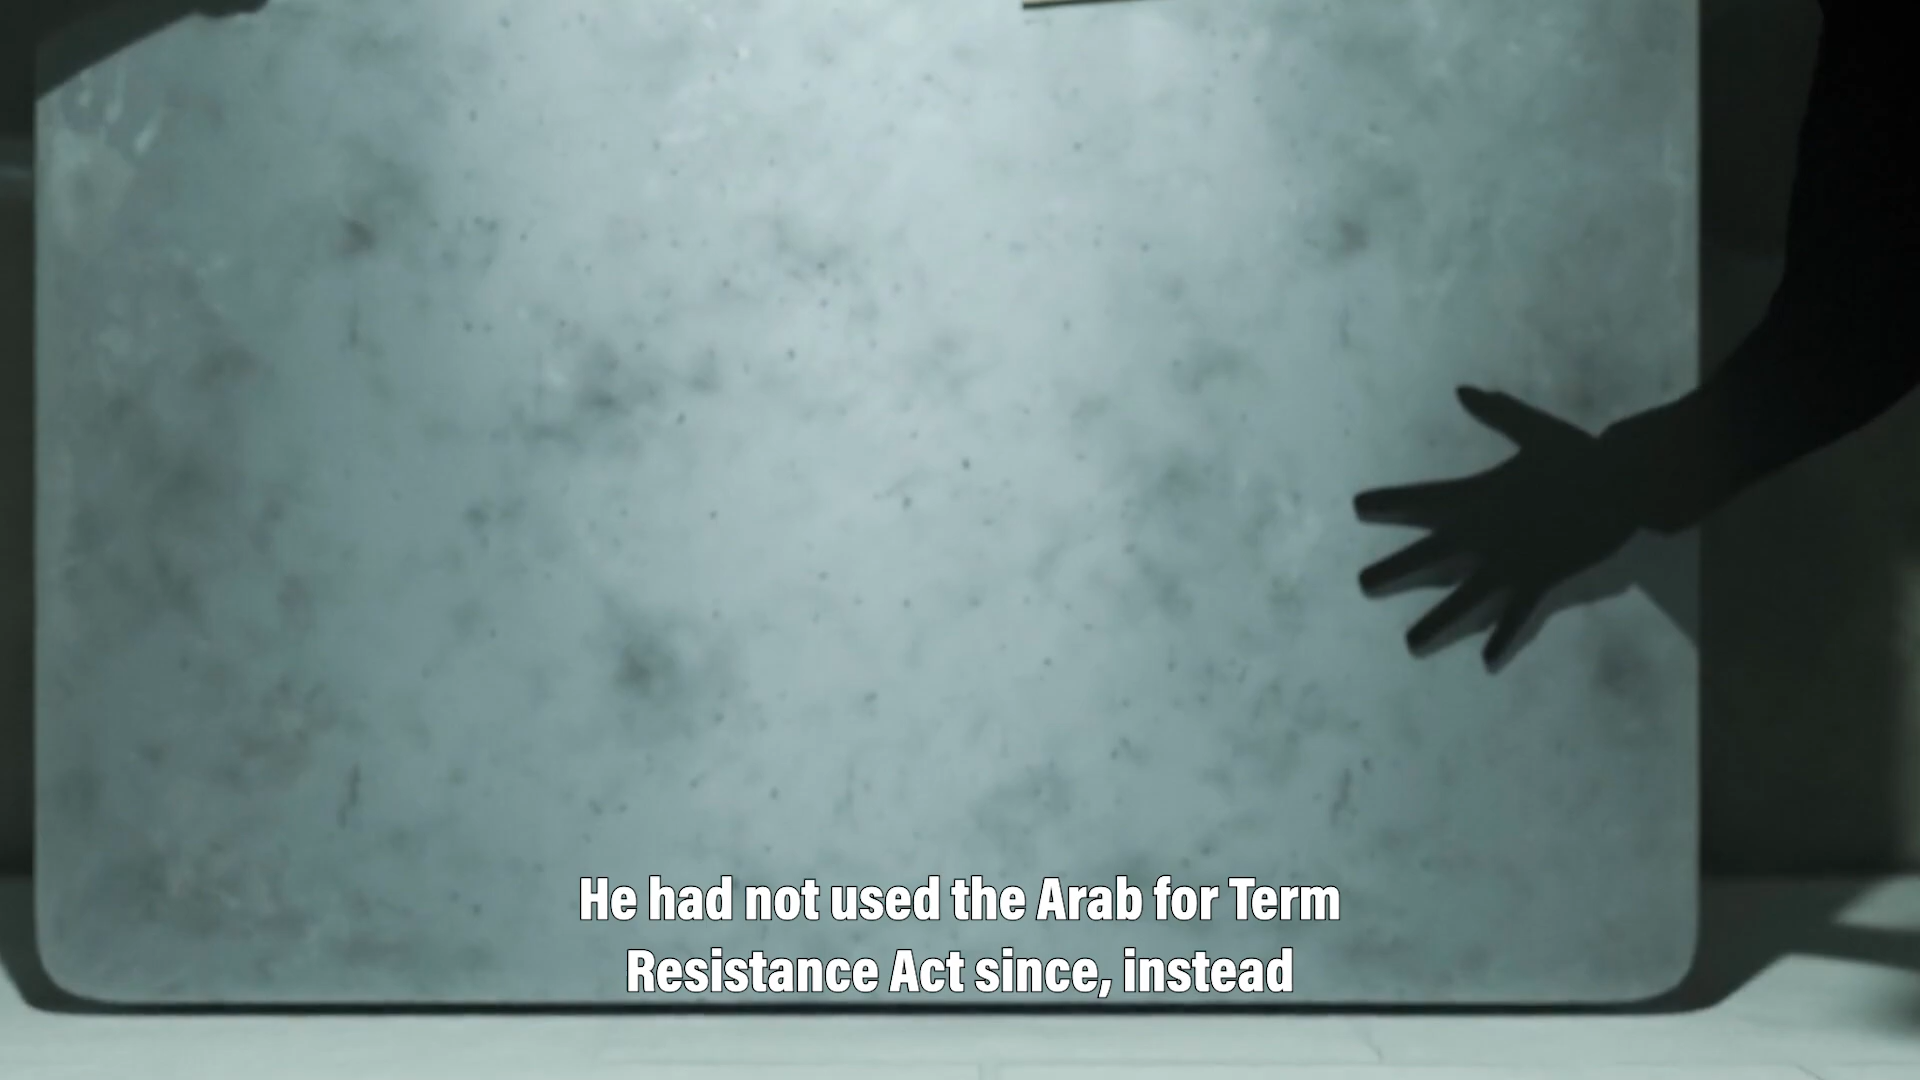 He had not used the Arab for Term
Resistance Act since, instead